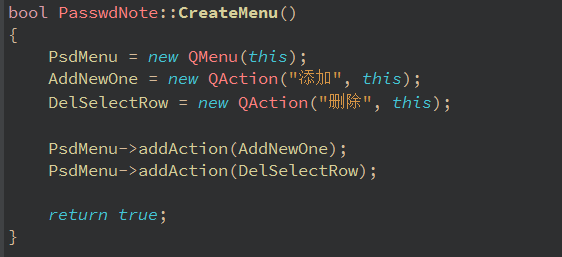 bool PasswdNote::CreateMenu()
{
    PsdMenu = new QMenu(this);
    AddNewOne = new QAction("添加", this);
    DelSelectRow = new QAction("删除", this);

    PsdMenu->addAction(AddNewOne);
    PsdMenu->addAction(DelSelectRow);

    return true;
}